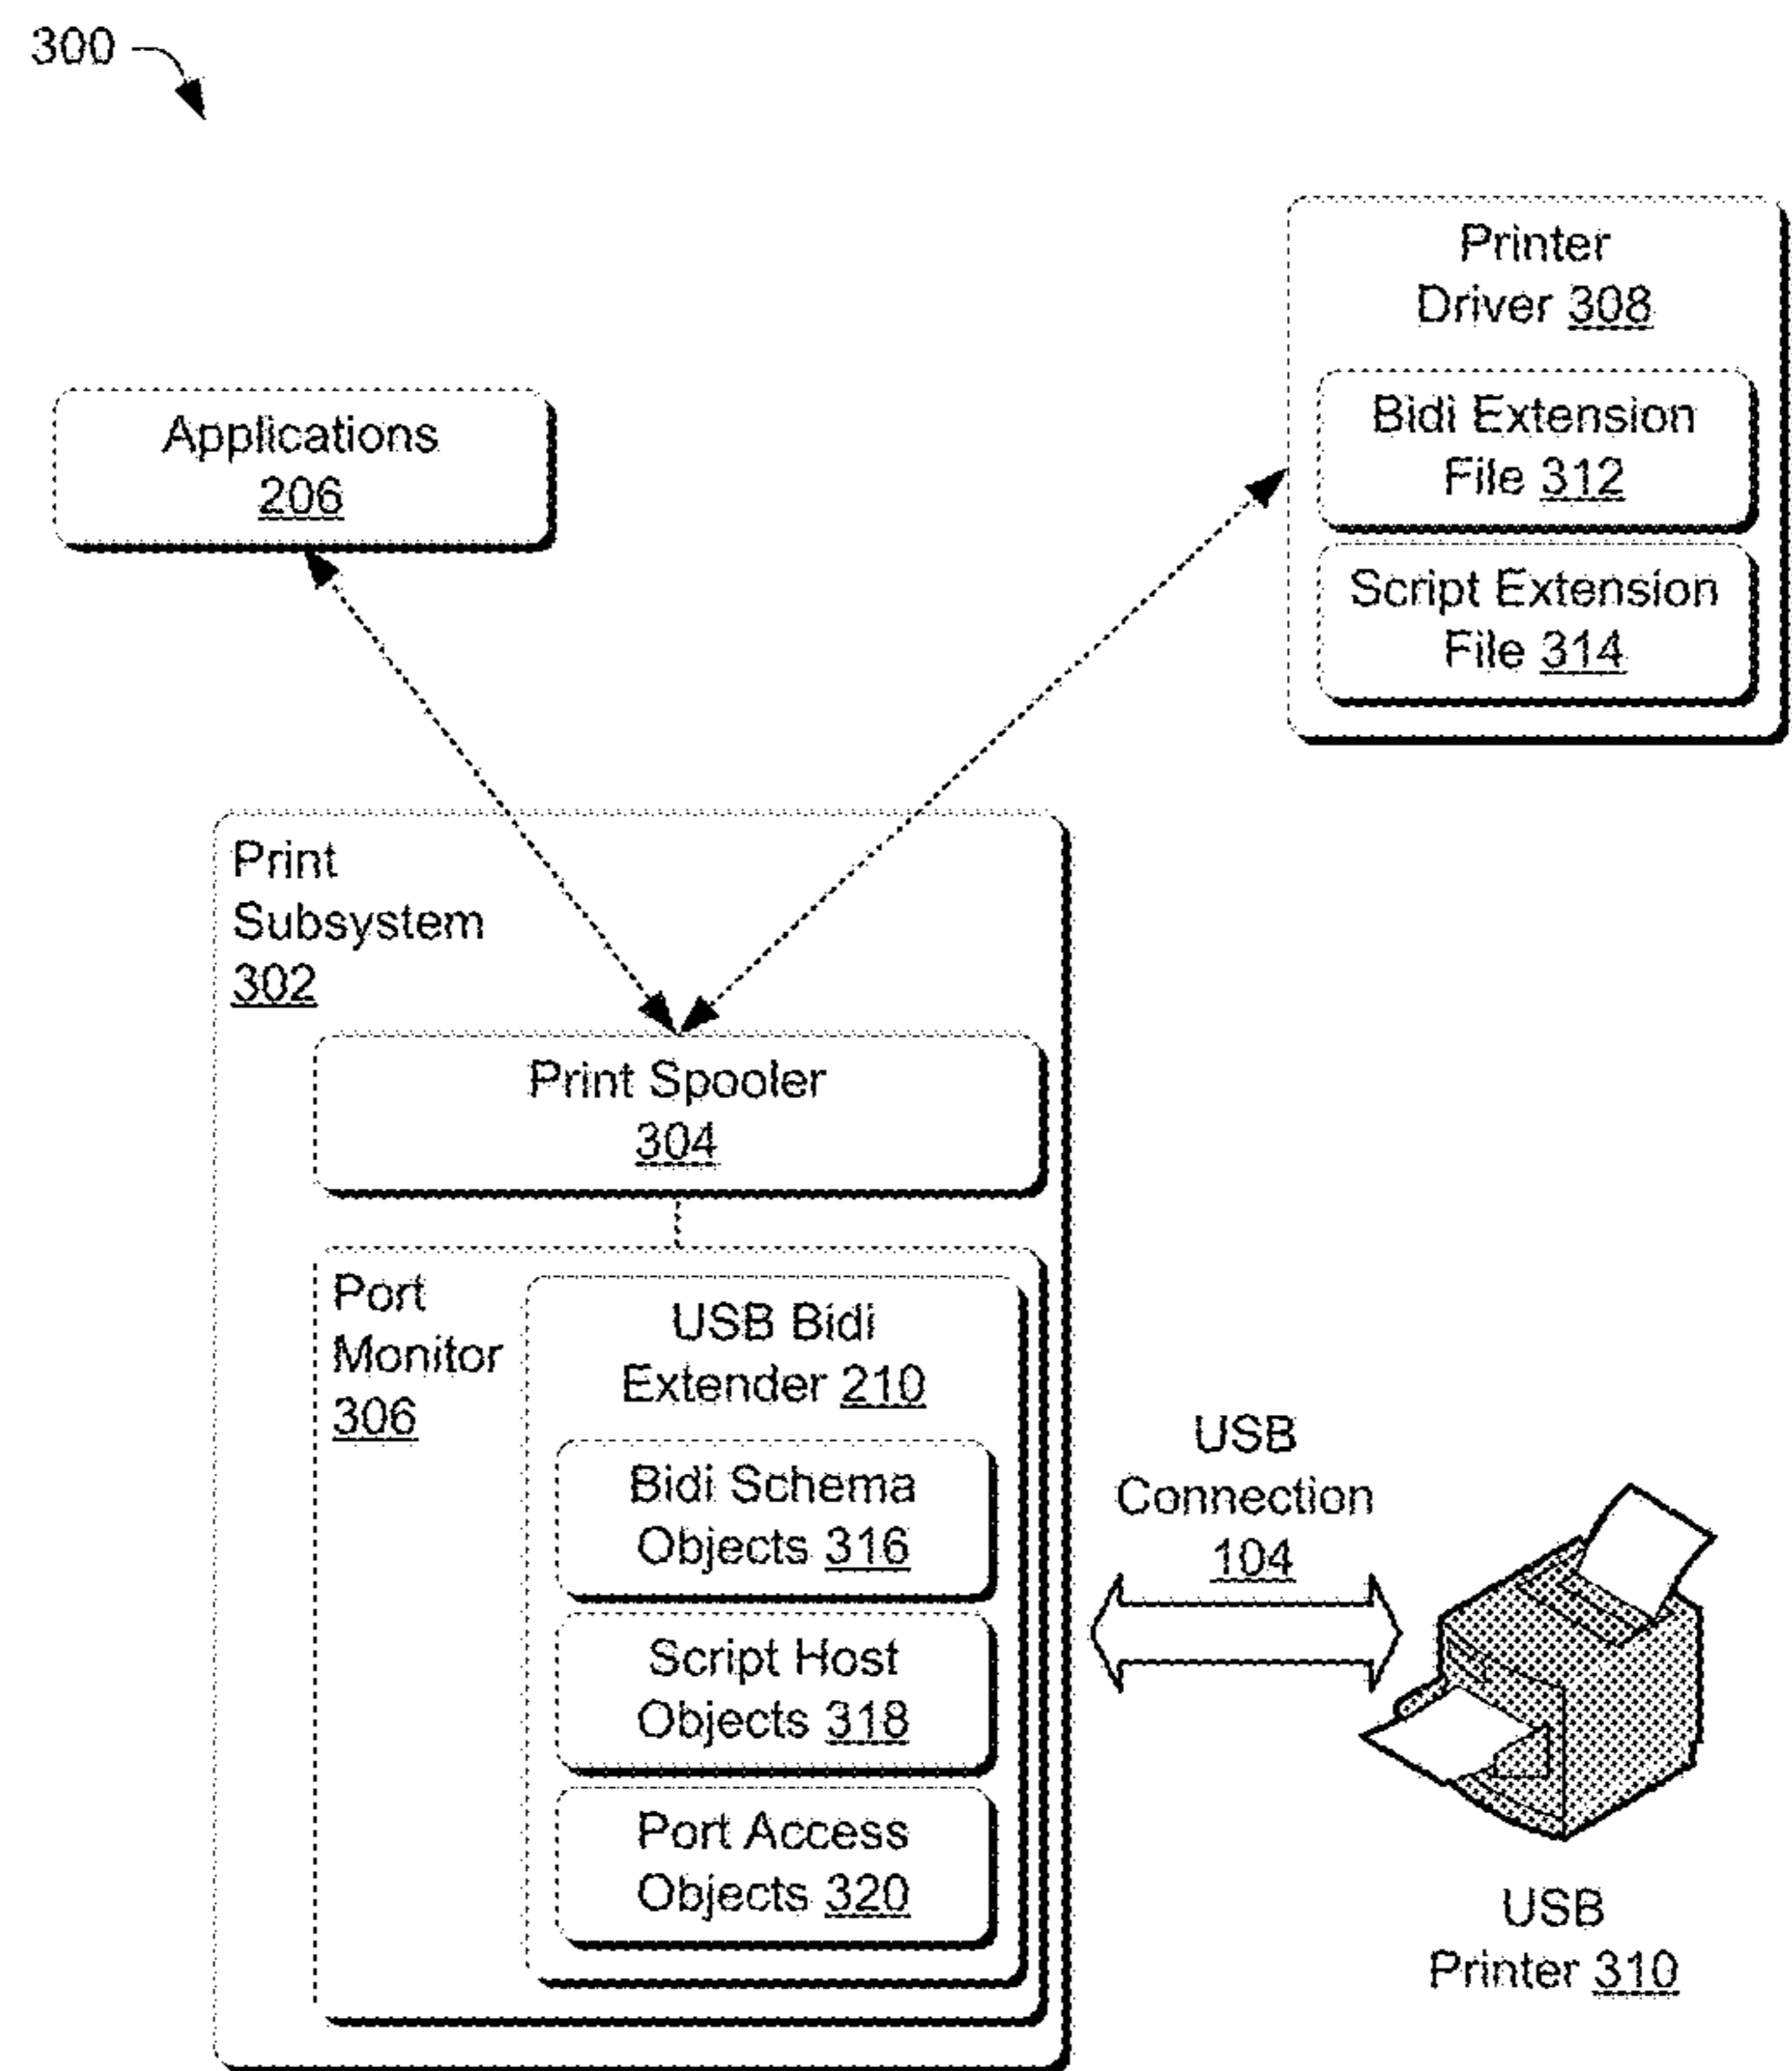 300
Printer
Driver 308
Bidi Extension
File 312
Script Extension
File 314
Applications
206
Print
Subsystem
302
Print Spooler
304
Port
Monitor
306
USB Bidi
Extender 210
Bidi Schema
Objects 316
Script Host
Objects 318
Port Access
Objects 320
USB
Connection
104
USB
Printer 310